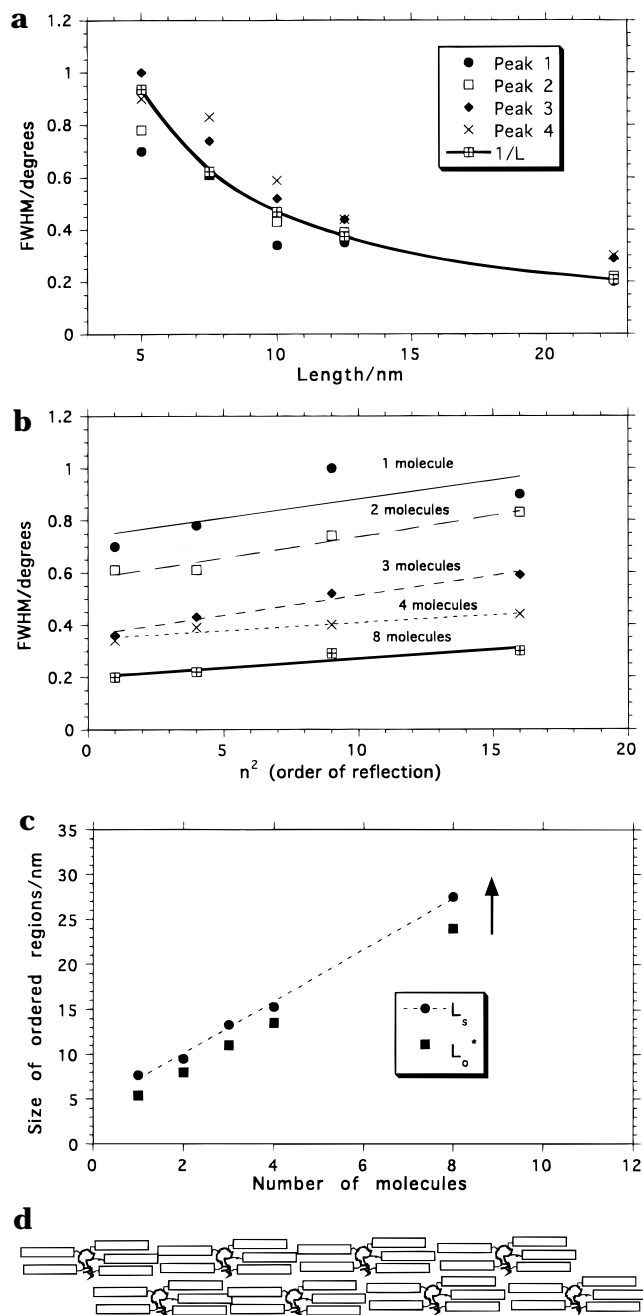 a
1.2
1
0.8
0.6
0.4
0.2
0
FWHM/degrees
Peak 1
Peak 2
Peak 3
Peak 4
1/L
5 10 15 20
Length/nm
b
1.2
1
0.8
0.6
0.4
0.2
0
FWHM/degrees
1 molecule
2 molecules
3 molecules
4 molecules
8 molecules
0 5 10 15 20
n² (order of reflection)
c
35
30
25
20
15
10
5
0
Size of ordered regions/nm
Ls
Lo*
0 2 4 6 8 10 12
Number of molecules
d